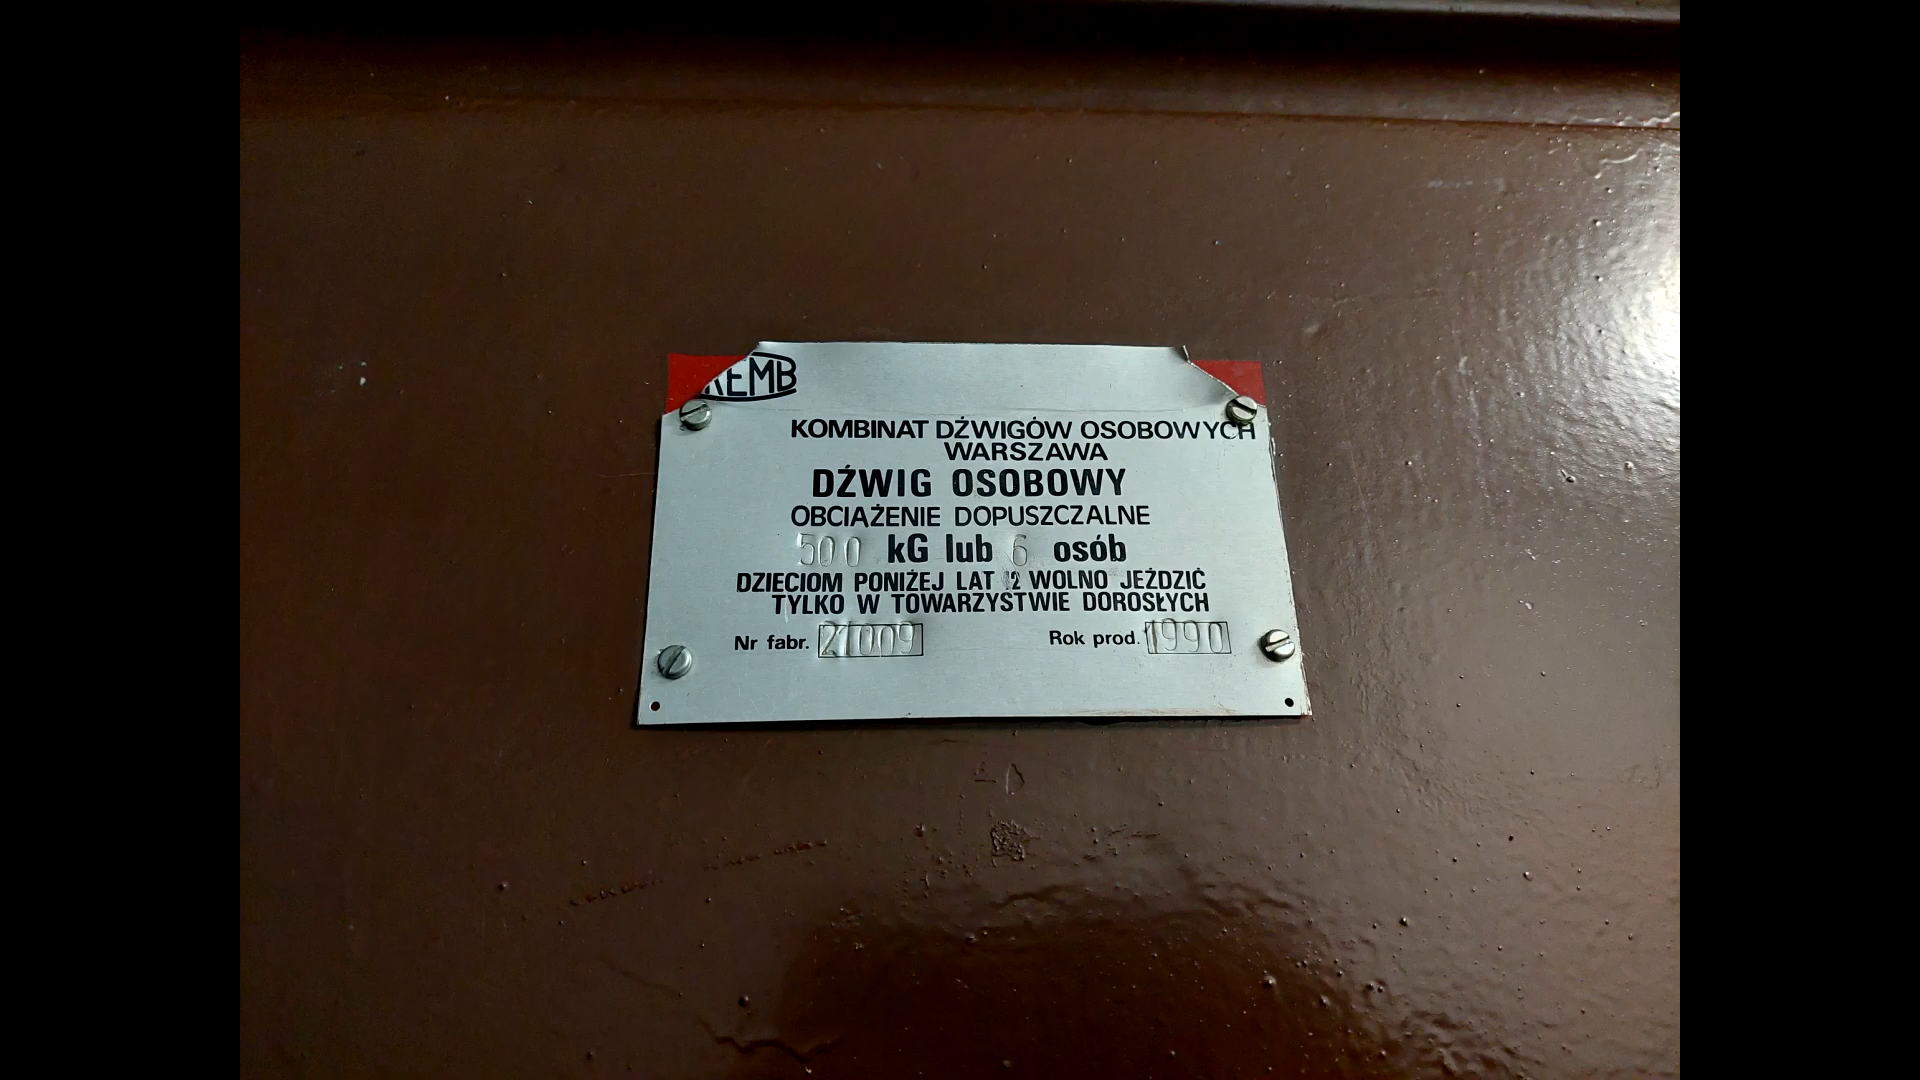 KOMBINAT DŹWIGÓW OSOBOWYCH
WARSZAWA
DŹWIG OSOBOWY
OBCIĄŻENIE DOPUSZCZALNE
500 kG lub 6 osób
DZIECIOM PONIŻEJ LAT 12 WOLNO JEŹDZIĆ
TYLKO W TOWARZYSTWIE DOROSŁYCH
Nr fabr. 21009 Rok prod. 1990